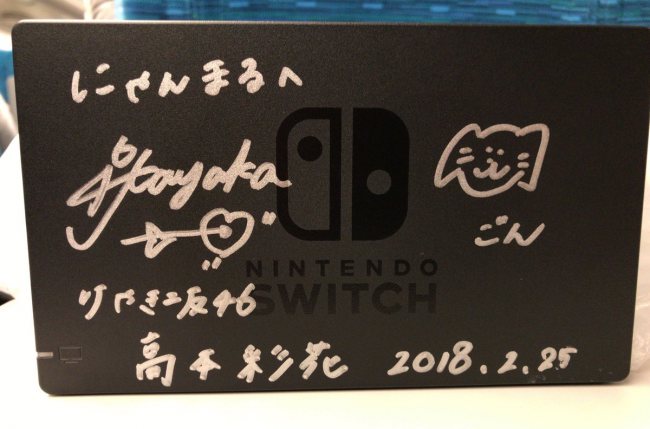 にゃんまるへ
Ayaka
ごん
NINTENDO
SWITCH
けやき坂46
高本彩花 2018.2.25